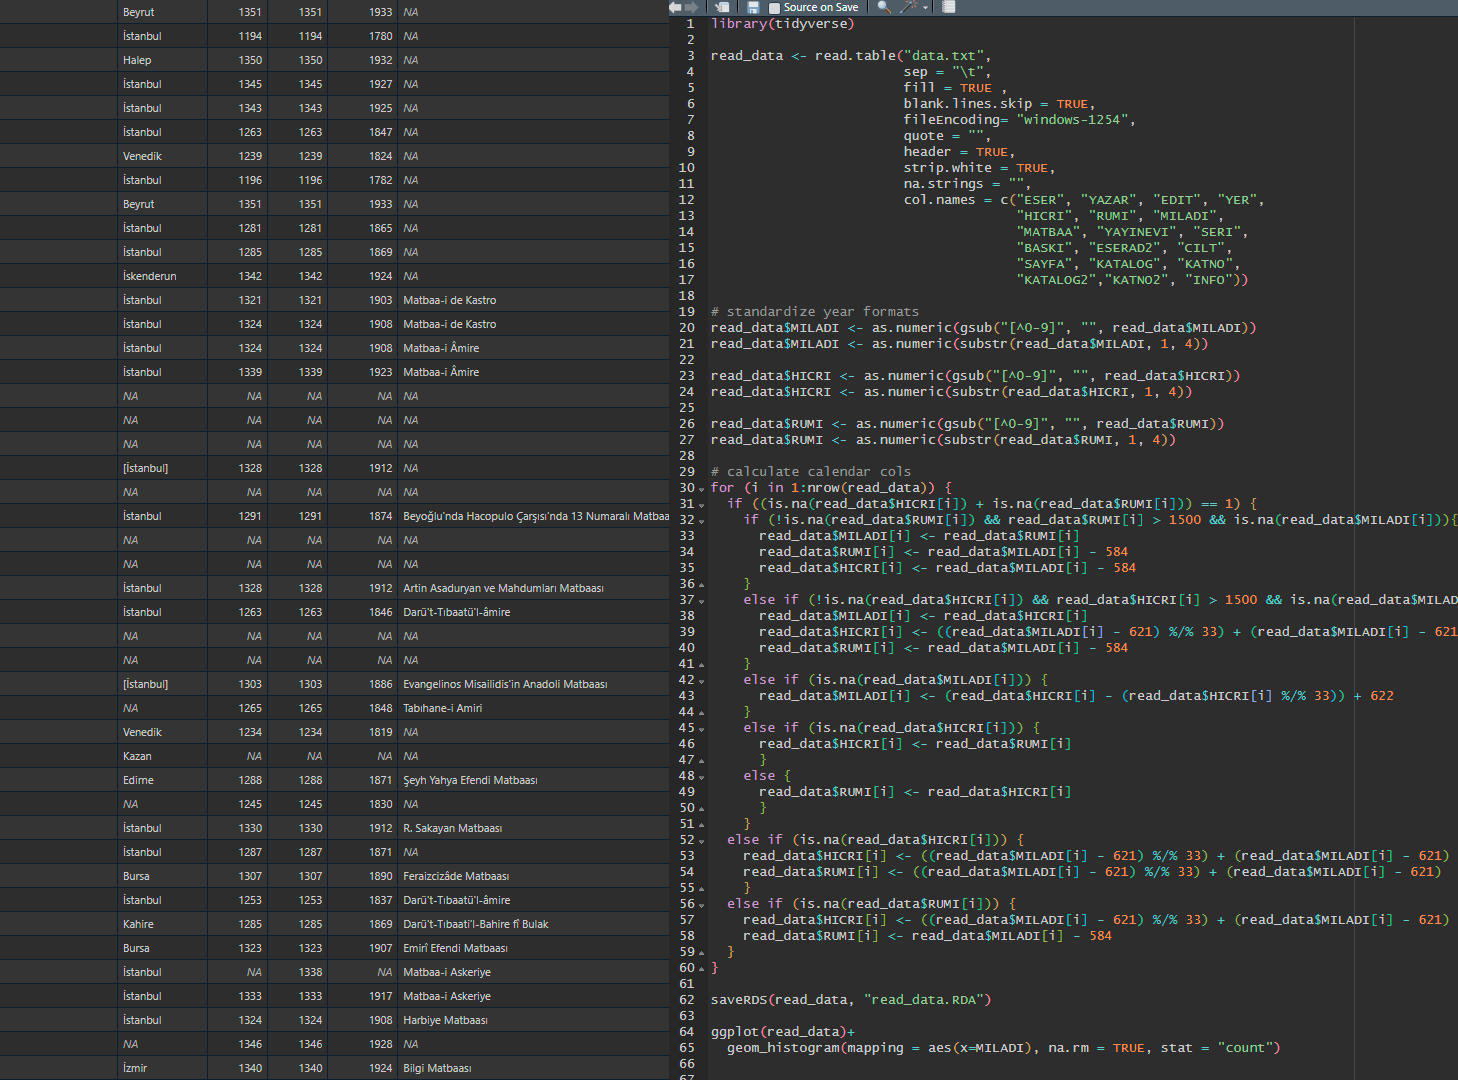 Beyrut 1351 1351 1933 NA
İstanbul 1194 1194 1780 NA
Halep 1350 1350 1932 NA
İstanbul 1345 1345 1927 NA
İstanbul 1343 1343 1925 NA
İstanbul 1263 1263 1847 NA
Venedik 1239 1239 1824 NA
İstanbul 1196 1196 1782 NA
Beyrut 1351 1351 1933 NA
İstanbul 1281 1281 1865 NA
İstanbul 1285 1285 1869 NA
İskenderun 1342 1342 1924 NA
İstanbul 1321 1321 1903 Matbaa-i de Kastro
İstanbul 1324 1324 1908 Matbaa-i de Kastro
İstanbul 1324 1324 1908 Matbaa-i Âmire
İstanbul 1339 1339 1923 Matbaa-i Âmire
NA NA NA NA NA
NA NA NA NA NA
NA NA NA NA NA
[İstanbul] 1328 1328 1912 NA
NA NA NA NA NA
İstanbul 1291 1291 1874 Beyoğlu'nda Hacopulo Çarşısı'nda 13 Numaralı Matbaa
NA NA NA NA NA
NA NA NA NA NA
İstanbul 1328 1328 1912 Artin Asaduryan ve Mahdumları Matbaası
İstanbul 1263 1263 1846 Darü't-Tıbaatü'l-âmire
NA NA NA NA NA
NA NA NA NA NA
[İstanbul] 1303 1303 1886 Evangelinos Misailidis'in Anadoli Matbaası
NA 1265 1265 1848 Tabıhane-i Amiri
Venedik 1234 1234 1819 NA
Kazan NA NA NA NA
Edirne 1288 1288 1871 Şeyh Yahya Efendi Matbaası
NA 1245 1245 1830 NA
İstanbul 1330 1330 1912 R. Sakayan Matbaası
İstanbul 1287 1287 1871 NA
Bursa 1307 1307 1890 Feraizcizâde Matbaası
İstanbul 1253 1253 1837 Darü't-Tıbaatü'l-âmire
Kahire 1285 1285 1869 Darü't-Tıbaati'l-Bahire fî Bulak
Bursa 1323 1323 1907 Emirî Efendi Matbaası
İstanbul NA 1338 NA Matbaa-i Askeriye
İstanbul 1333 1333 1917 Matbaa-i Askeriye
İstanbul 1324 1324 1908 Harbiye Matbaası
NA 1346 1346 1928 NA
İzmir 1340 1340 1924 Bilgi Matbaası
Source on Save
1 library(tidyverse)
2
3 read_data <- read.table("data.txt",
4 sep = "\t",
5 fill = TRUE ,
6 blank.lines.skip = TRUE,
7 fileEncoding= "windows-1254",
8 quote = "",
9 header = TRUE,
10 strip.white = TRUE,
11 na.strings = "",
12 col.names = c("ESER", "YAZAR", "EDIT", "YER",
13 "HICRI", "RUMI", "MILADI",
14 "MATBAA", "YAYINEVI", "SERI",
15 "BASKI", "ESERAD2", "CILT",
16 "SAYFA", "KATALOG", "KATNO",
17 "KATALOG2","KATNO2", "INFO"))
18
19 # standardize year formats
20 read_data$MILADI <- as.numeric(gsub("[^0-9]", "", read_data$MILADI))
21 read_data$MILADI <- as.numeric(substr(read_data$MILADI, 1, 4))
22
23 read_data$HICRI <- as.numeric(gsub("[^0-9]", "", read_data$HICRI))
24 read_data$HICRI <- as.numeric(substr(read_data$HICRI, 1, 4))
25
26 read_data$RUMI <- as.numeric(gsub("[^0-9]", "", read_data$RUMI))
27 read_data$RUMI <- as.numeric(substr(read_data$RUMI, 1, 4))
28
29 # calculate calendar cols
30 for (i in 1:nrow(read_data)) {
31 if ((is.na(read_data$HICRI[i]) + is.na(read_data$RUMI[i])) == 1) {
32 if (!is.na(read_data$RUMI[i]) && read_data$RUMI[i] > 1500 && is.na(read_data$MILADI[i])){
33 read_data$MILADI[i] <- read_data$RUMI[i]
34 read_data$RUMI[i] <- read_data$MILADI[i] - 584
35 read_data$HICRI[i] <- read_data$MILADI[i] - 584
36 }
37 else if (!is.na(read_data$HICRI[i]) && read_data$HICRI[i] > 1500 && is.na(read_data$MILAD
38 read_data$MILADI[i] <- read_data$HICRI[i]
39 read_data$HICRI[i] <- ((read_data$MILADI[i] - 621) %/% 33) + (read_data$MILADI[i] - 621
40 read_data$RUMI[i] <- read_data$MILADI[i] - 584
41 }
42 else if (is.na(read_data$MILADI[i])) {
43 read_data$MILADI[i] <- (read_data$HICRI[i] - (read_data$HICRI[i] %/% 33)) + 622
44 }
45 else if (is.na(read_data$HICRI[i])) {
46 read_data$HICRI[i] <- read_data$RUMI[i]
47 }
48 else {
49 read_data$RUMI[i] <- read_data$HICRI[i]
50 }
51 }
52 else if (is.na(read_data$HICRI[i])) {
53 read_data$HICRI[i] <- ((read_data$MILADI[i] - 621) %/% 33) + (read_data$MILADI[i] - 621)
54 read_data$RUMI[i] <- ((read_data$MILADI[i] - 621) %/% 33) + (read_data$MILADI[i] - 621)
55 }
56 else if (is.na(read_data$RUMI[i])) {
57 read_data$HICRI[i] <- ((read_data$MILADI[i] - 621) %/% 33) + (read_data$MILADI[i] - 621)
58 read_data$RUMI[i] <- read_data$MILADI[i] - 584
59 }
60 }
61
62 saveRDS(read_data, "read_data.RDA")
63
64 ggplot(read_data)+
65 geom_histogram(mapping = aes(x=MILADI), na.rm = TRUE, stat = "count")
66
67